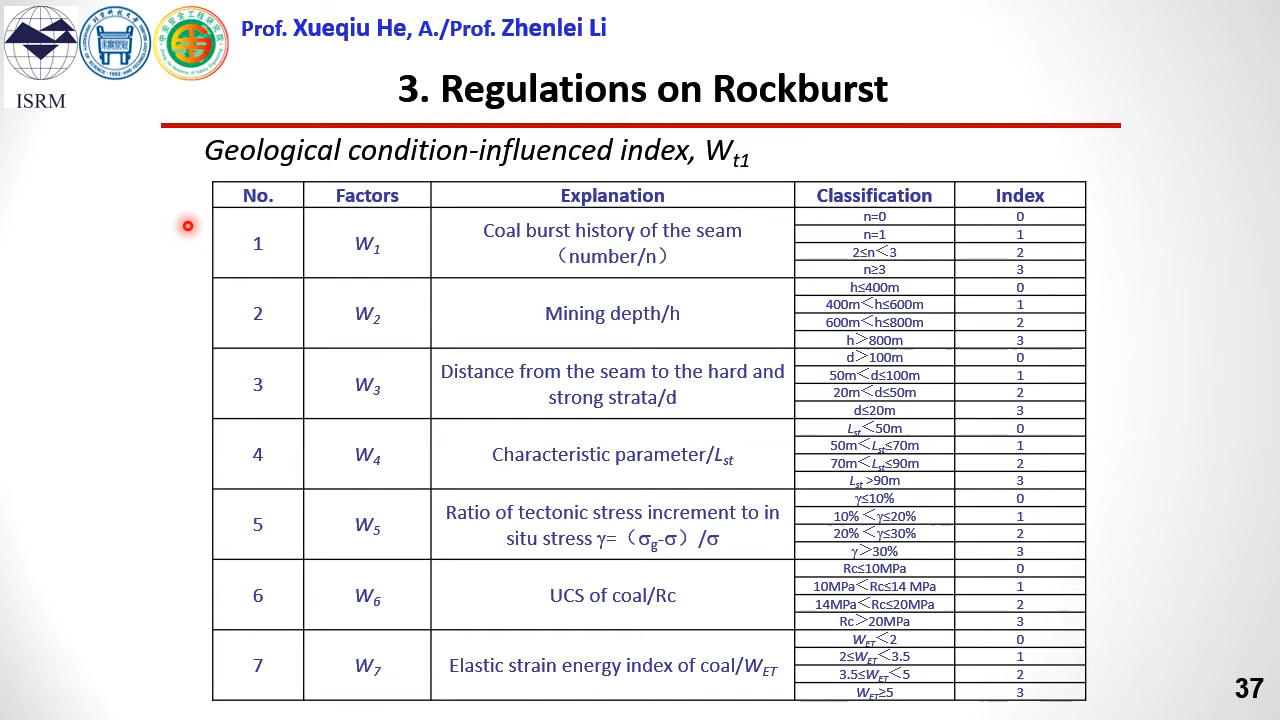 Prof. Xueqiu He, A./Prof. Zhenlei Li
ISRM
3. Regulations on Rockburst
Geological condition-influenced index, Wt1
No. Factors Explanation Classification Index
1 W1 Coal burst history of the seam
（number/n）
n=0 0
n=1 1
2≤n＜3 2
n≥3 3
2 W2 Mining depth/h
h≤400m 0
400m＜h≤600m 1
600m＜h≤800m 2
h＞800m 3
3 W3 Distance from the seam to the hard and
strong strata/d
d＞100m 0
50m＜d≤100m 1
20m＜d≤50m 2
d≤20m 3
4 W4 Characteristic parameter/Lst
Lst＜50m 0
50m＜Lst≤70m 1
70m＜Lst≤90m 2
Lst >90m 3
5 W5 Ratio of tectonic stress increment to in
situ stress γ=（σg-σ）/σ
γ≤10% 0
10%＜γ≤20% 1
20%＜γ≤30% 2
γ＞30% 3
6 W6 UCS of coal/Rc
Rc≤10MPa 0
10MPa＜Rc≤14 MPa 1
14MPa＜Rc≤20MPa 2
Rc＞20MPa 3
7 W7 Elastic strain energy index of coal/WET
WET＜2 0
2≤WET＜3.5 1
3.5≤WET＜5 2
WET≥5 3
37